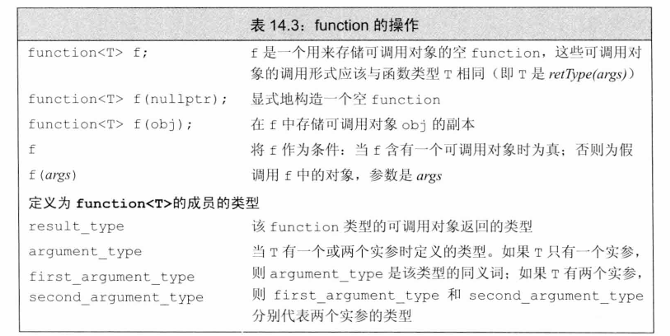 表 14.3：function 的操作
function<T> f; f 是一个用来存储可调用对象的空 function，这些可调用对
象的调用形式应该与函数类型 T 相同（即 T 是 retType(args)）
function<T> f(nullptr); 显式地构造一个空 function
function<T> f(obj); 在 f 中存储可调用对象 obj 的副本
f 将 f 作为条件：当 f 含有一个可调用对象时为真；否则为假
f(args) 调用 f 中的对象，参数是 args
定义为 function<T>的成员的类型
result_type 该 function 类型的可调用对象返回的类型
argument_type 当 T 有一个或两个实参时定义的类型。如果 T 只有一个实参，
first_argument_type 则 argument_type 是该类型的同义词；如果 T 有两个实参，
second_argument_type 则 first_argument_type 和 second_argument_type
分别代表两个实参的类型